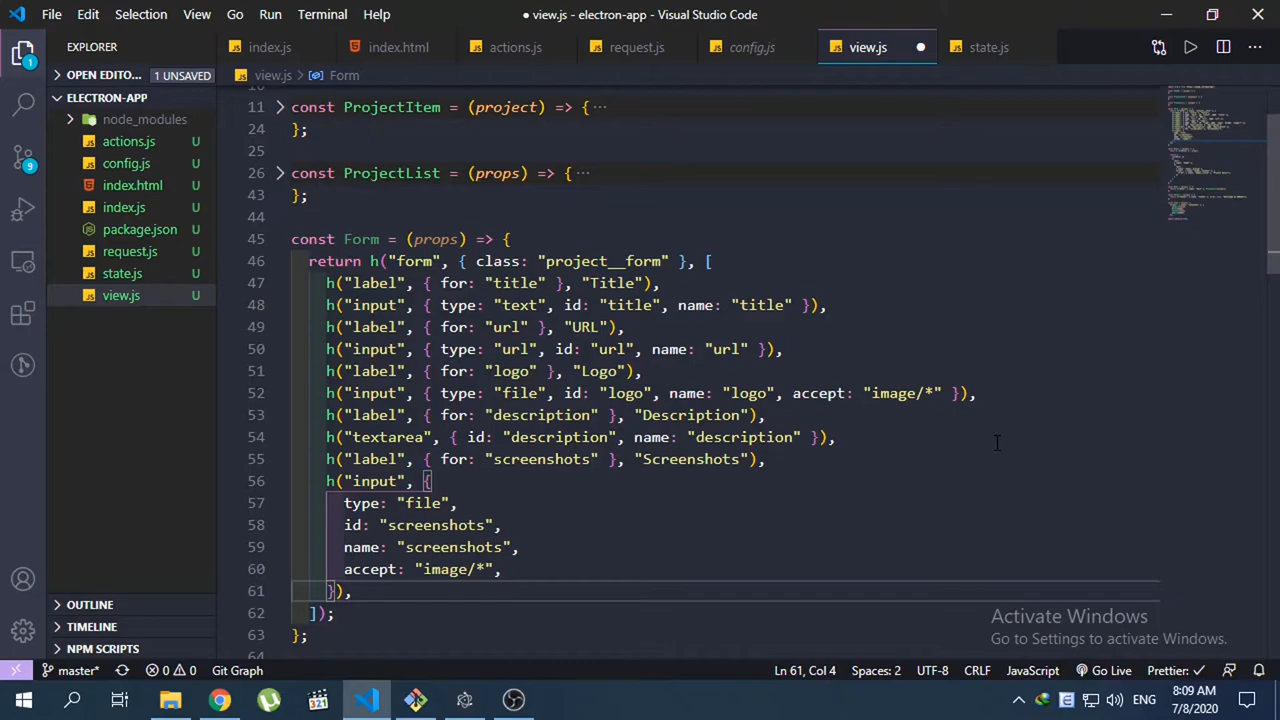 File Edit Selection View Go Run Terminal Help
● view.js - electron-app - Visual Studio Code
EXPLORER
OPEN EDITO... 1 UNSAVED
ELECTRON-APP
node_modules
actions.js U
config.js U
index.html U
index.js U
package.json U
request.js U
state.js U
view.js U
OUTLINE
TIMELINE
NPM SCRIPTS
1
9
index.js index.html actions.js request.js config.js view.js ● state.js
view.js > Form
10
11 const ProjectItem = (project) => { ...
24 };
25
26 const ProjectList = (props) => { ...
43 };
44
45 const Form = (props) => {
46 return h("form", { class: "project__form" }, [
47 h("label", { for: "title" }, "Title"),
48 h("input", { type: "text", id: "title", name: "title" }),
49 h("label", { for: "url" }, "URL"),
50 h("input", { type: "url", id: "url", name: "url" }),
51 h("label", { for: "logo" }, "Logo"),
52 h("input", { type: "file", id: "logo", name: "logo", accept: "image/*" }),
53 h("label", { for: "description" }, "Description"),
54 h("textarea", { id: "description", name: "description" }),
55 h("label", { for: "screenshots" }, "Screenshots"),
56 h("input", {
57 type: "file",
58 id: "screenshots",
59 name: "screenshots",
60 accept: "image/*",
61 }),
62 ]);
63 };
64
Activate Windows
Go to Settings to activate Windows.
master* 0 0 Git Graph Ln 61, Col 4 Spaces: 2 UTF-8 CRLF JavaScript Go Live Prettier: ✓
ENG
8:09 AM
7/8/2020